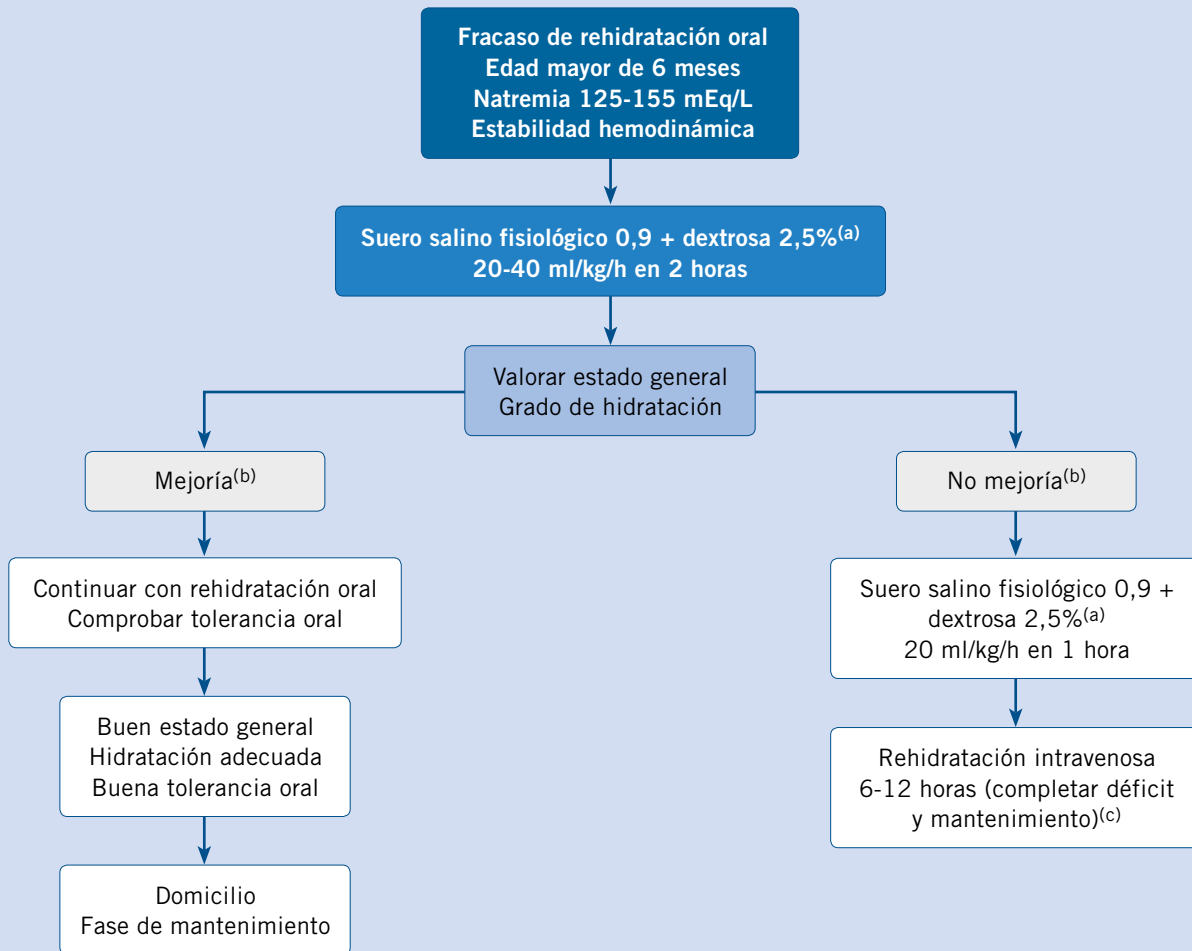 Fracaso de rehidratación oral
Edad mayor de 6 meses
Natremia 125-155 mEq/L
Estabilidad hemodinámica
Suero salino fisiológico 0,9 + dextrosa 2,5%(a)
20-40 ml/kg/h en 2 horas
Valorar estado general
Grado de hidratación
Mejoría(b)
Continuar con rehidratación oral
Comprobar tolerancia oral
Buen estado general
Hidratación adecuada
Buena tolerancia oral
Domicilio
Fase de mantenimiento
No mejoría(b)
Suero salino fisiológico 0,9 +
dextrosa 2,5%(a)
20 ml/kg/h en 1 hora
Rehidratación intravenosa
6-12 horas (completar déficit
y mantenimiento)(c)